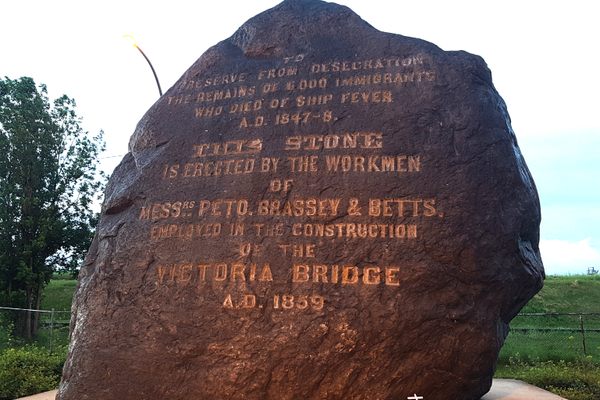 TO
PRESERVE FROM DESECRATION
THE REMAINS OF 6000 IMMIGRANTS
WHO DIED OF SHIP FEVER
A.D. 1847-8.
THIS STONE
IS ERECTED BY THE WORKMEN
OF
MESSRS PETO, BRASSEY & BETTS,
EMPLOYED IN THE CONSTRUCTION
OF THE
VICTORIA BRIDGE
A.D. 1859